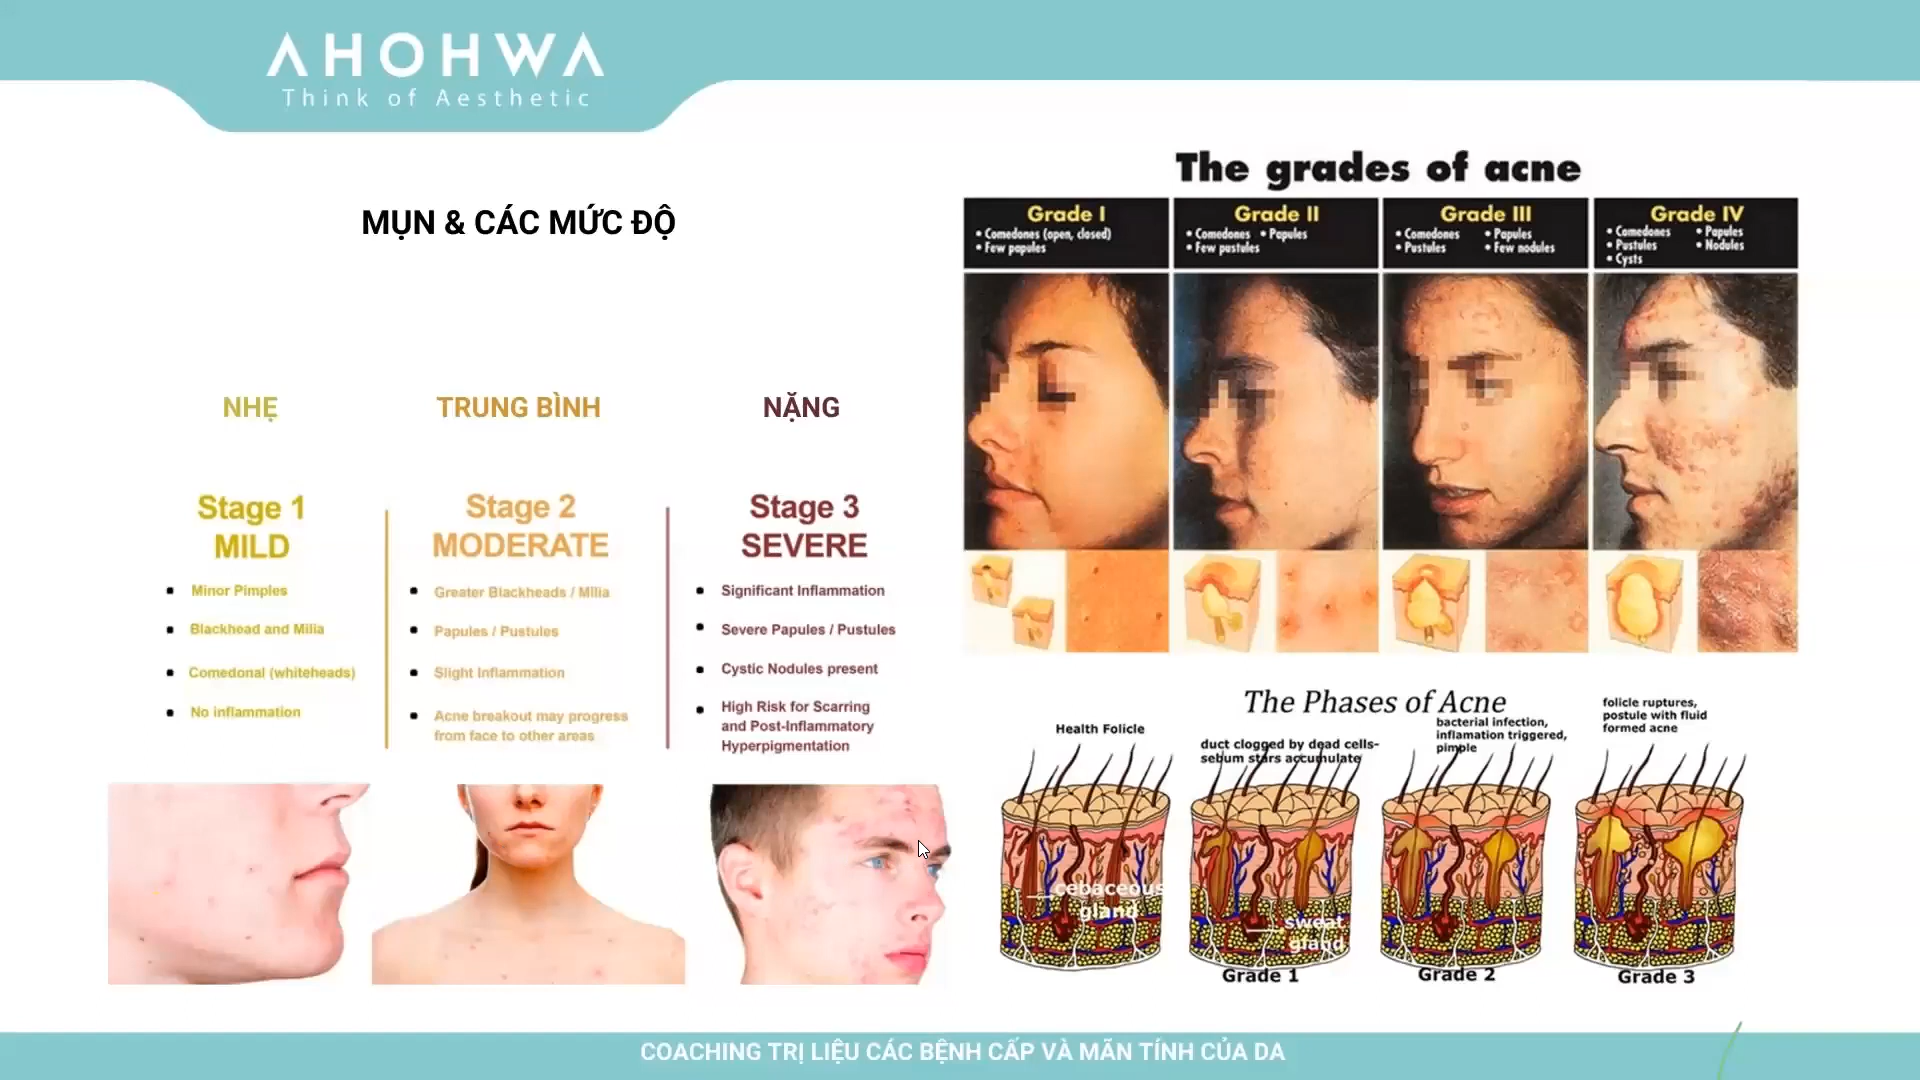 AHOHWA
Think of Aesthetic
MỤN & CÁC MỨC ĐỘ
NHẸ
TRUNG BÌNH
NẶNG
Stage 1
MILD
Minor Pimples
Blackhead and Milia
Comedonal (whiteheads)
No inflammation
Stage 2
MODERATE
Greater Blackheads / Milia
Papules / Pustules
Slight Inflammation
Acne breakout may progress
from face to other areas
Stage 3
SEVERE
Significant Inflammation
Severe Papules / Pustules
Cystic Nodules present
High Risk for Scarring
and Post-Inflammatory
Hyperpigmentation
The grades of acne
Grade I
• Comedones (open, closed)
• Few papules
Grade II
• Comedones • Papules
• Few pustules
Grade III
• Comedones • Papules
• Pustules • Few nodules
Grade IV
• Comedones • Papules
• Pustules • Nodules
• Cysts
The Phases of Acne
Health Folicle
duct clogged by dead cells-
sebum stars accumulate
bacterial infection,
inflamation triggered,
pimple
folicle ruptures,
postule with fluid
formed acne
cebaceous
gland
sweat
gland
Grade 1
Grade 2
Grade 3
COACHING TRỊ LIỆU CÁC BỆNH CẤP VÀ MÃN TÍNH CỦA DA